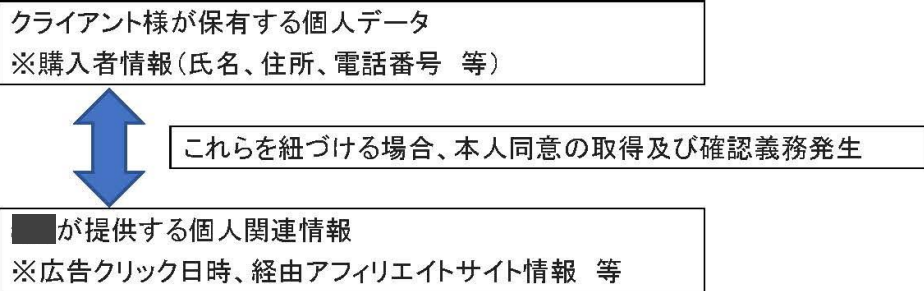 クライアント様が保有する個人データ
※購入者情報（氏名、住所、電話番号　等）
これらを紐づける場合、本人同意の取得及び確認義務発生
が提供する個人関連情報
※広告クリック日時、経由アフィリエイトサイト情報　等